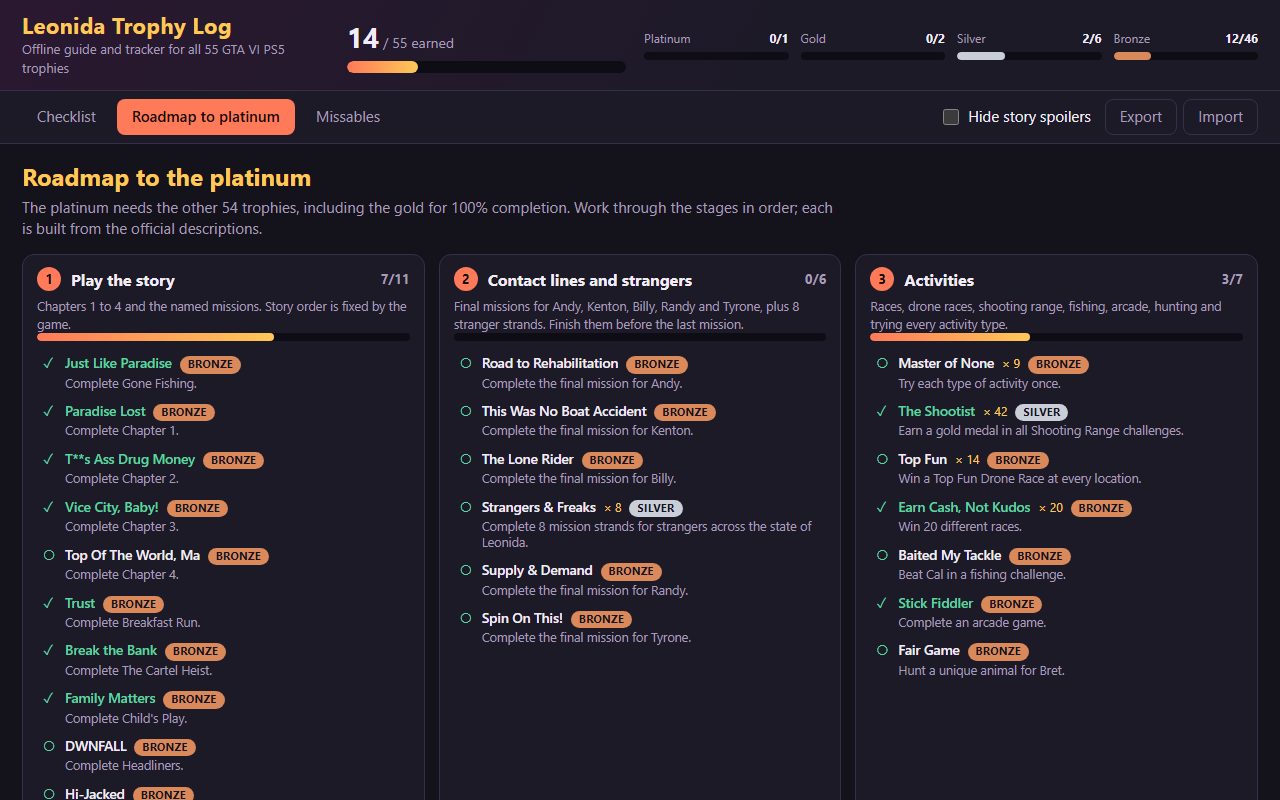 Leonida Trophy Log
Offline guide and tracker for all 55 GTA VI PS5
trophies
14 / 55 earned
Platinum 0/1
Gold 0/2
Silver 2/6
Bronze 12/46
Checklist
Roadmap to platinum
Missables
Hide story spoilers
Export
Import
Roadmap to the platinum
The platinum needs the other 54 trophies, including the gold for 100% completion. Work through the stages in order; each
is built from the official descriptions.
1 Play the story 7/11
Chapters 1 to 4 and the named missions. Story order is fixed by the
game.
✓ Just Like Paradise BRONZE
Complete Gone Fishing.
✓ Paradise Lost BRONZE
Complete Chapter 1.
✓ T**s Ass Drug Money BRONZE
Complete Chapter 2.
✓ Vice City, Baby! BRONZE
Complete Chapter 3.
Top Of The World, Ma BRONZE
Complete Chapter 4.
✓ Trust BRONZE
Complete Breakfast Run.
✓ Break the Bank BRONZE
Complete The Cartel Heist.
✓ Family Matters BRONZE
Complete Child's Play.
DWNFALL BRONZE
Complete Headliners.
Hi-Jacked BRONZE
2 Contact lines and strangers 0/6
Final missions for Andy, Kenton, Billy, Randy and Tyrone, plus 8
stranger strands. Finish them before the last mission.
Road to Rehabilitation BRONZE
Complete the final mission for Andy.
This Was No Boat Accident BRONZE
Complete the final mission for Kenton.
The Lone Rider BRONZE
Complete the final mission for Billy.
Strangers & Freaks × 8 SILVER
Complete 8 mission strands for strangers across the state of
Leonida.
Supply & Demand BRONZE
Complete the final mission for Randy.
Spin On This! BRONZE
Complete the final mission for Tyrone.
3 Activities 3/7
Races, drone races, shooting range, fishing, arcade, hunting and
trying every activity type.
Master of None × 9 BRONZE
Try each type of activity once.
✓ The Shootist × 42 SILVER
Earn a gold medal in all Shooting Range challenges.
Top Fun × 14 BRONZE
Win a Top Fun Drone Race at every location.
✓ Earn Cash, Not Kudos × 20 BRONZE
Win 20 different races.
Baited My Tackle BRONZE
Beat Cal in a fishing challenge.
✓ Stick Fiddler BRONZE
Complete an arcade game.
Fair Game BRONZE
Hunt a unique animal for Bret.